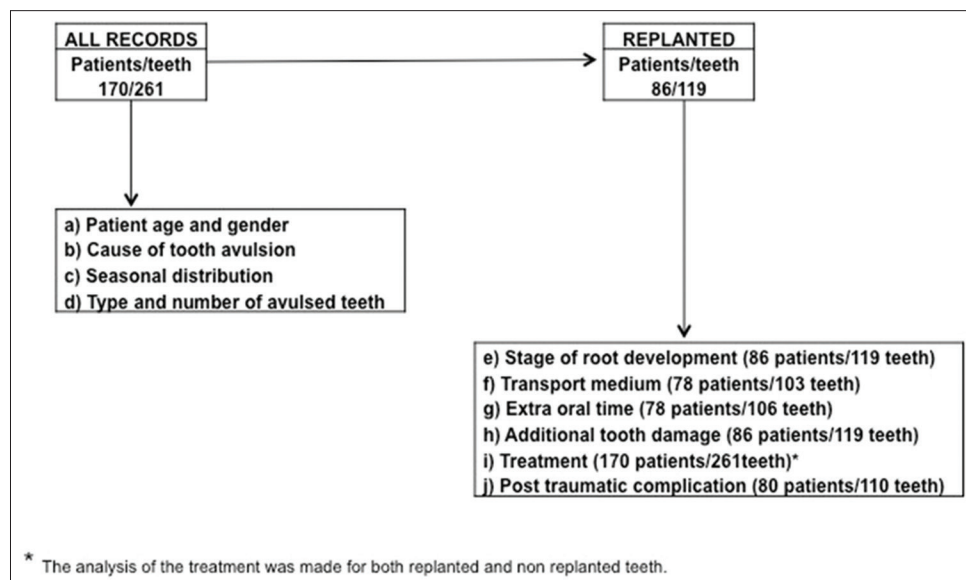 ALL RECORDS
Patients/teeth
170/261
REPLANTED
Patients/teeth
86/119
a) Patient age and gender
b) Cause of tooth avulsion
c) Seasonal distribution
d) Type and number of avulsed teeth
e) Stage of root development (86 patients/119 teeth)
f) Transport medium (78 patients/103 teeth)
g) Extra oral time (78 patients/106 teeth)
h) Additional tooth damage (86 patients/119 teeth)
i) Treatment (170 patients/261teeth)*
j) Post traumatic complication (80 patients/110 teeth)
* The analysis of the treatment was made for both replanted and non replanted teeth.